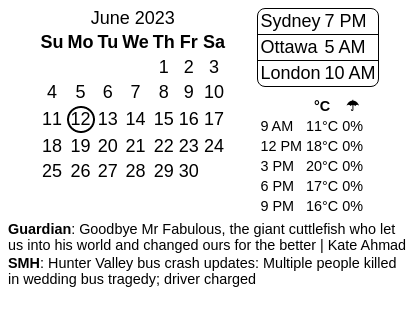 June 2023
Su Mo Tu We Th Fr Sa
1 2 3
4 5 6 7 8 9 10
11 12 13 14 15 16 17
18 19 20 21 22 23 24
25 26 27 28 29 30
Sydney 7 PM
Ottawa 5 AM
London 10 AM
°C ☂
9 AM 11°C 0%
12 PM 18°C 0%
3 PM 20°C 0%
6 PM 17°C 0%
9 PM 16°C 0%
Guardian: Goodbye Mr Fabulous, the giant cuttlefish who let
us into his world and changed ours for the better | Kate Ahmad
SMH: Hunter Valley bus crash updates: Multiple people killed
in wedding bus tragedy; driver charged